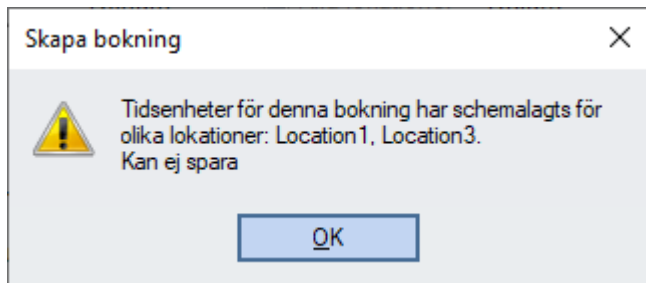 Skapa bokning
Tidsenheter för denna bokning har schemalagts för
olika lokationer: Location1, Location3.
Kan ej spara
OK